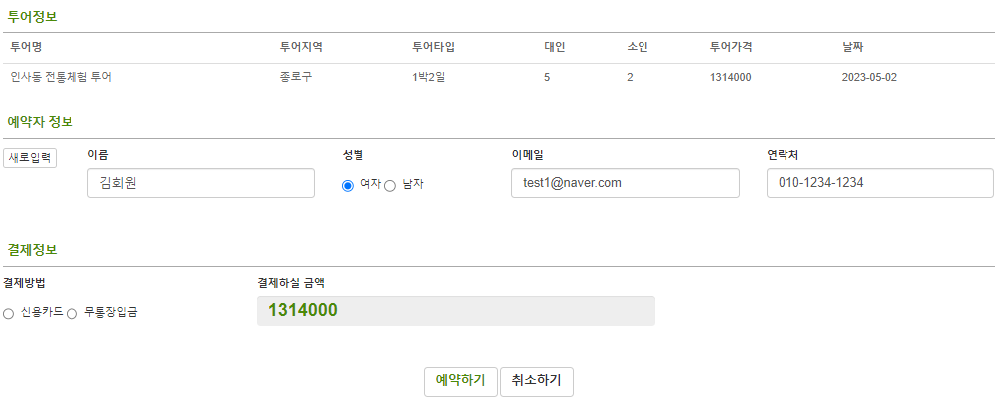 투어정보
투어명 투어지역 투어타입 대인 소인 투어가격 날짜
인사동 전통체험 투어 종로구 1박2일 5 2 1314000 2023-05-02
예약자 정보
새로입력 이름 성별 이메일 연락처
김회원 여자 남자 test1@naver.com 010-1234-1234
결제정보
결제방법 결제하실 금액
신용카드 무통장입금 1314000
예약하기 취소하기